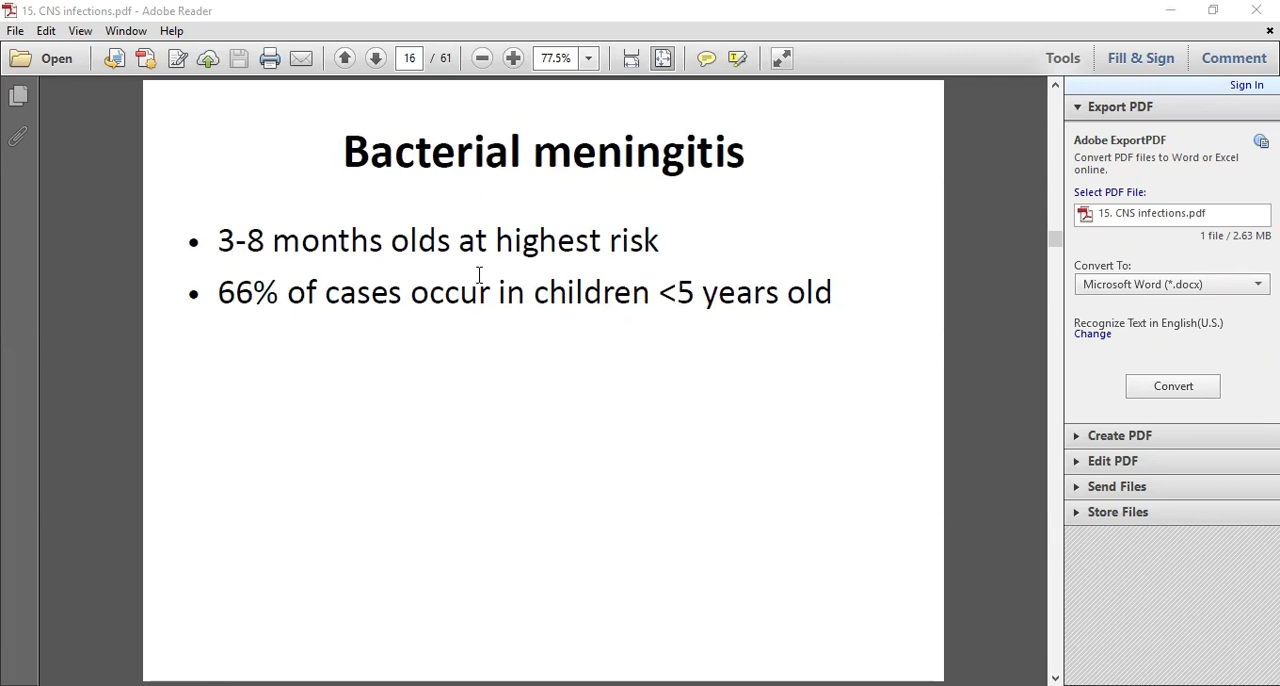 15. CNS infections.pdf - Adobe Reader
File Edit View Window Help
Open 16 / 61 77.5% Tools Fill & Sign Comment
Sign In
Export PDF
Adobe ExportPDF
Convert PDF files to Word or Excel
online.
Select PDF File:
15. CNS infections.pdf
1 file / 2.63 MB
Convert To:
Microsoft Word (*.docx)
Recognize Text in English(U.S.)
Change
Convert
Create PDF
Edit PDF
Send Files
Store Files
Bacterial meningitis
• 3-8 months olds at highest risk
• 66% of cases occur in children <5 years old